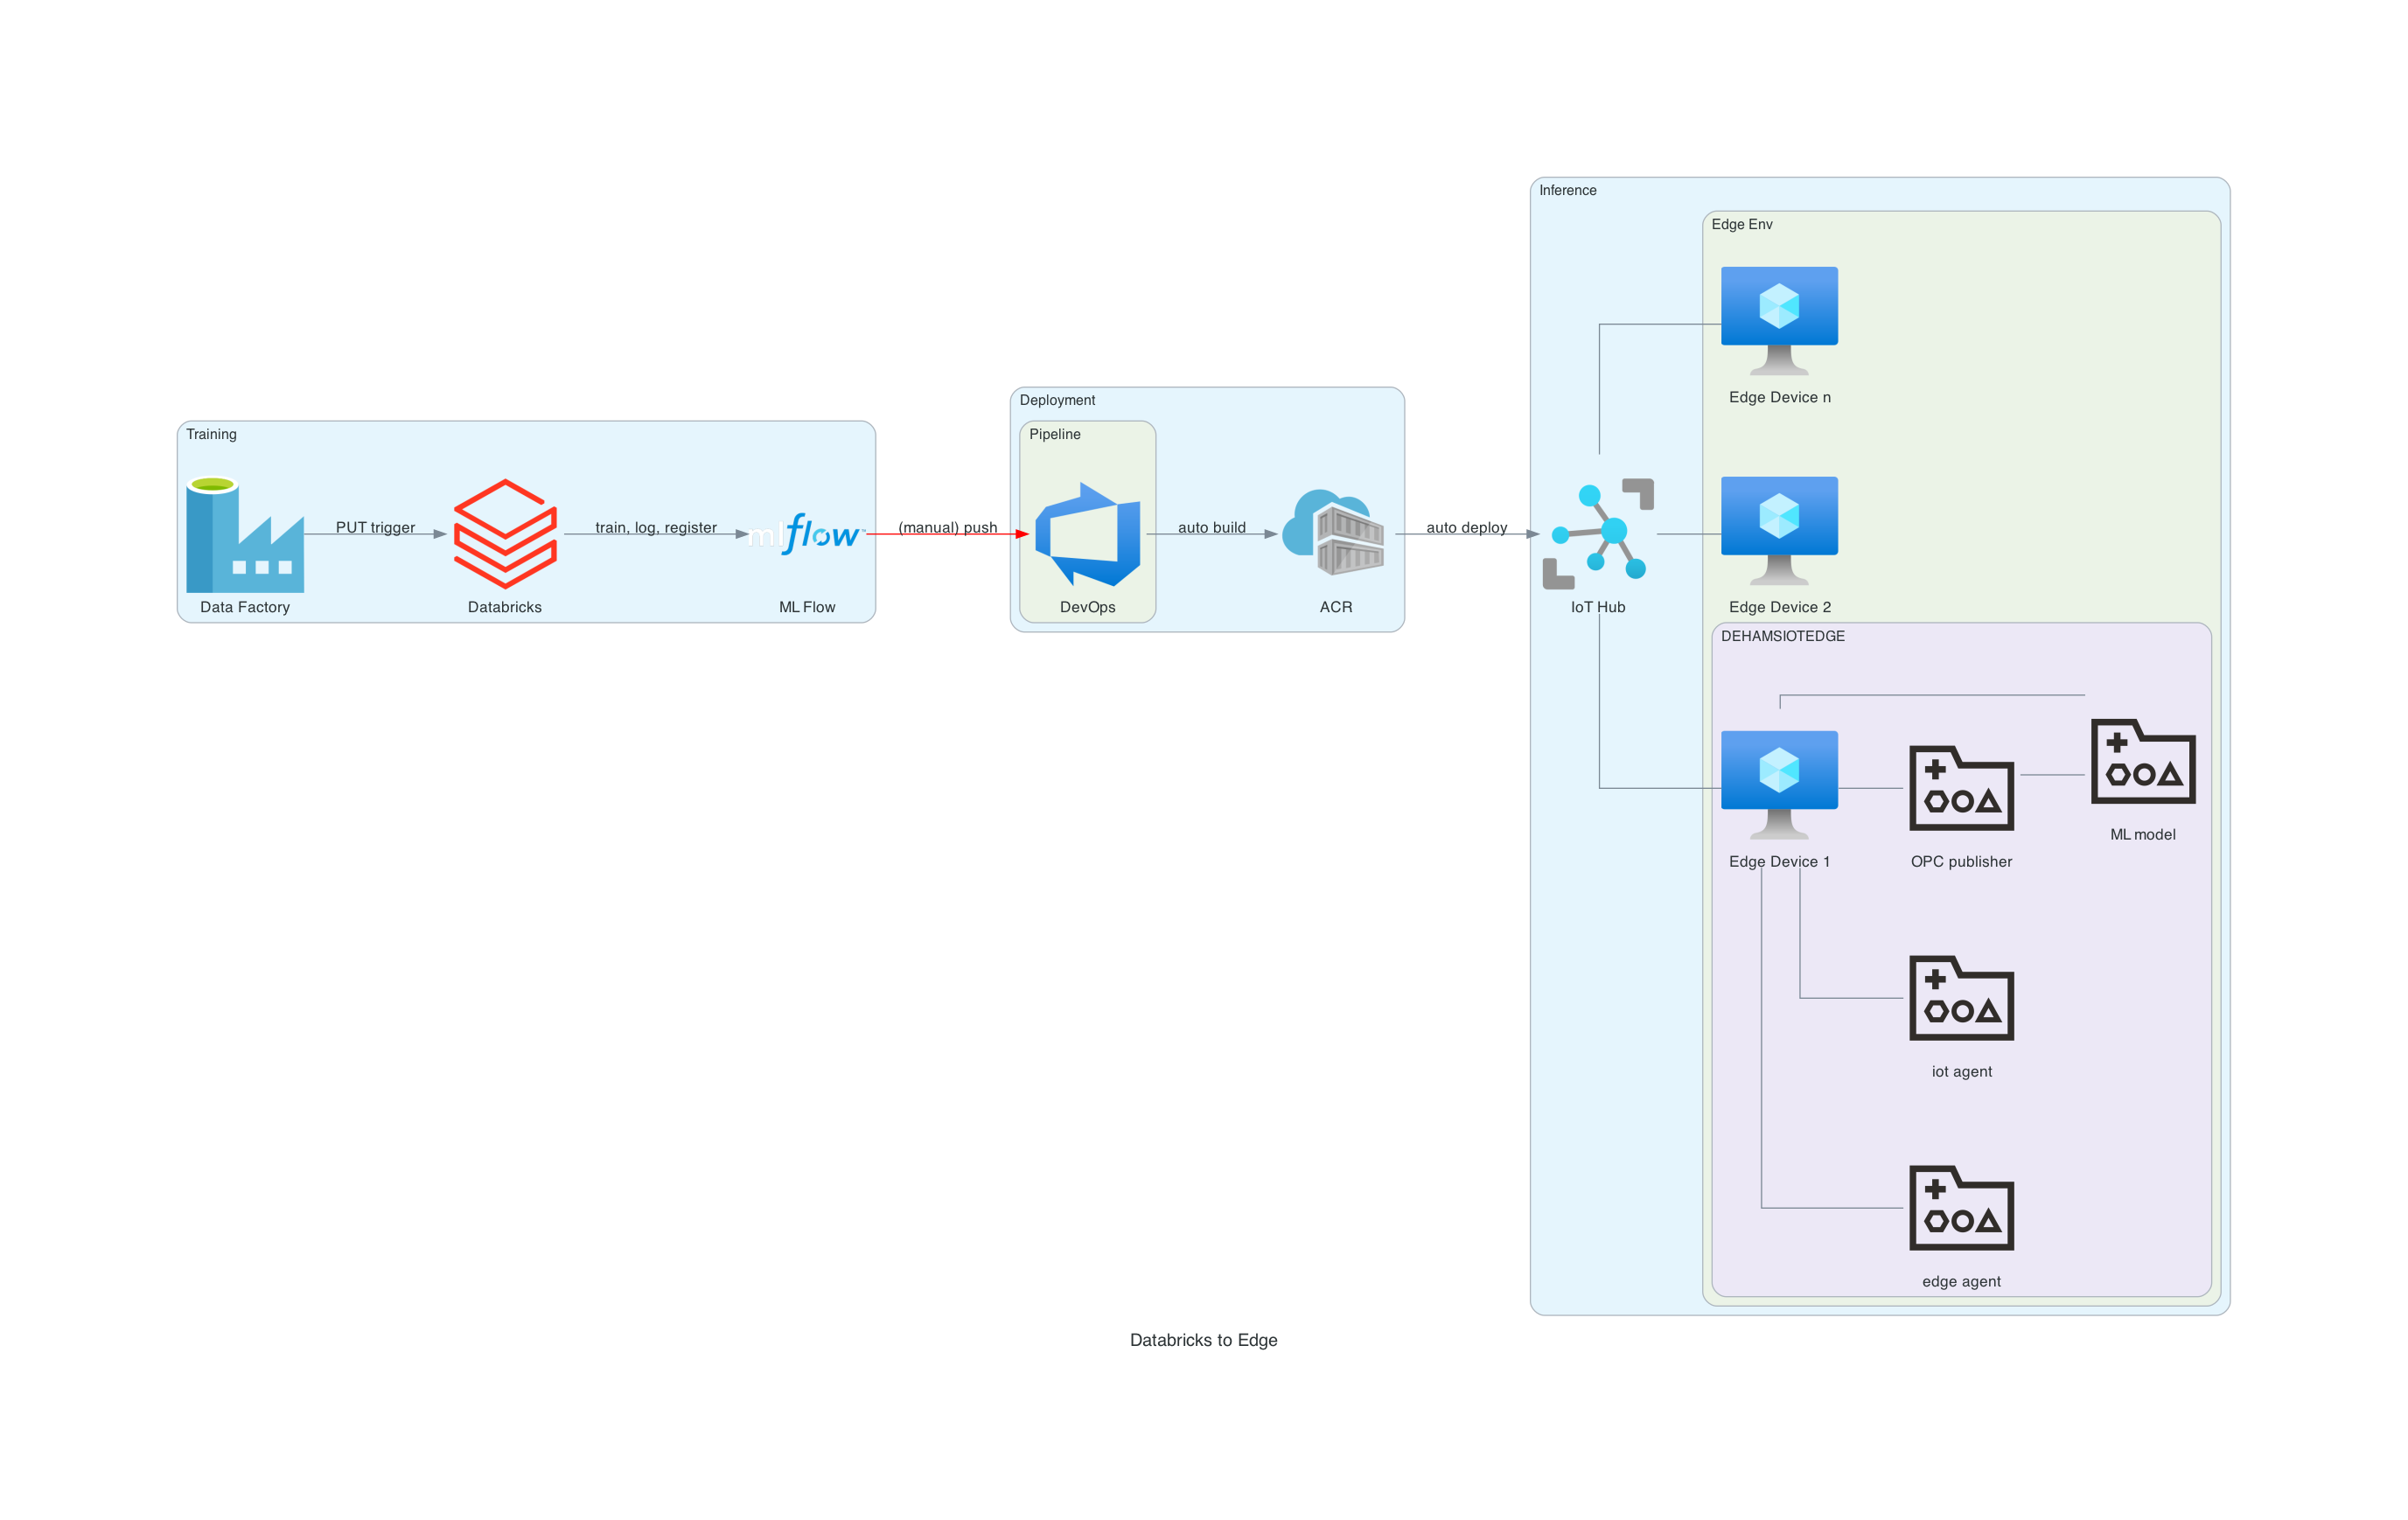 Inference
Edge Env
Edge Device n
Deployment
Training
Pipeline
PUT trigger
train, log, register
mlflow™
(manual) push
auto build
auto deploy
Data Factory
Databricks
ML Flow
DevOps
ACR
IoT Hub
Edge Device 2
DEHAMSIOTEDGE
ML model
Edge Device 1
OPC publisher
iot agent
edge agent
Databricks to Edge